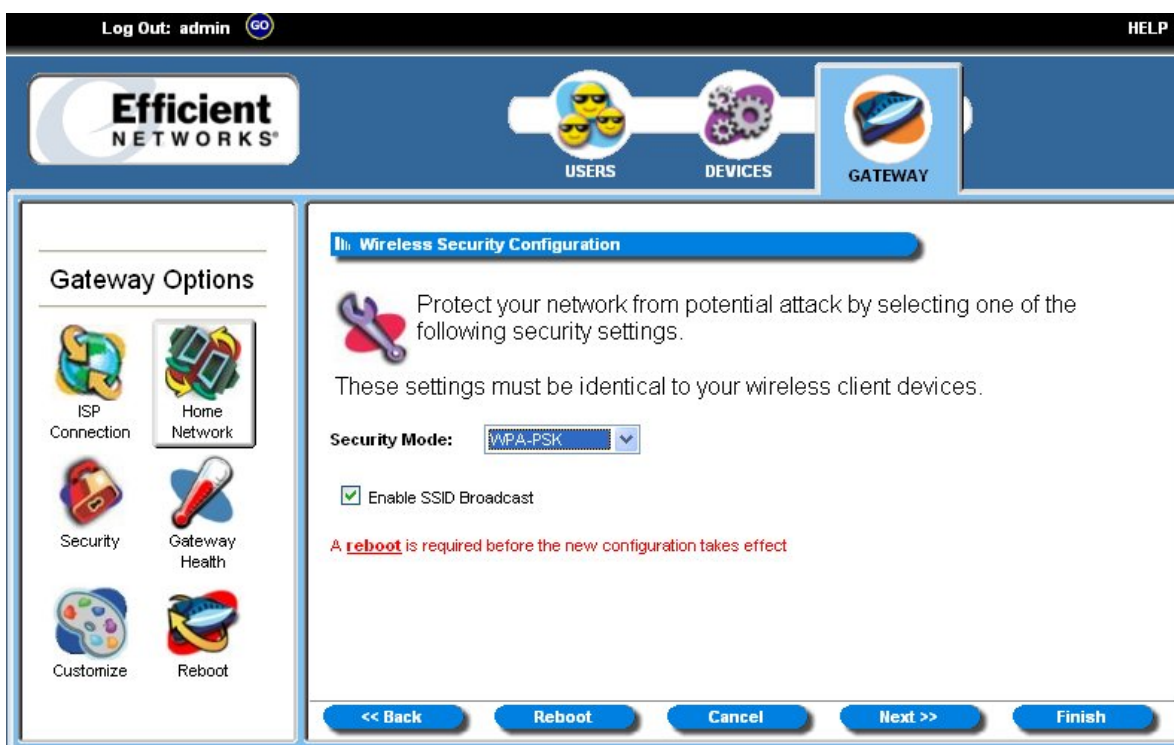 Log Out: admin GO
HELP
Efficient
NETWORKS®
USERS
DEVICES
GATEWAY
Gateway Options
ISP
Connection
Home
Network
Security
Gateway
Health
Customize
Reboot
Wireless Security Configuration
Protect your network from potential attack by selecting one of the
following security settings.
These settings must be identical to your wireless client devices.
Security Mode: WPA-PSK
Enable SSID Broadcast
A reboot is required before the new configuration takes effect
<< Back
Reboot
Cancel
Next >>
Finish